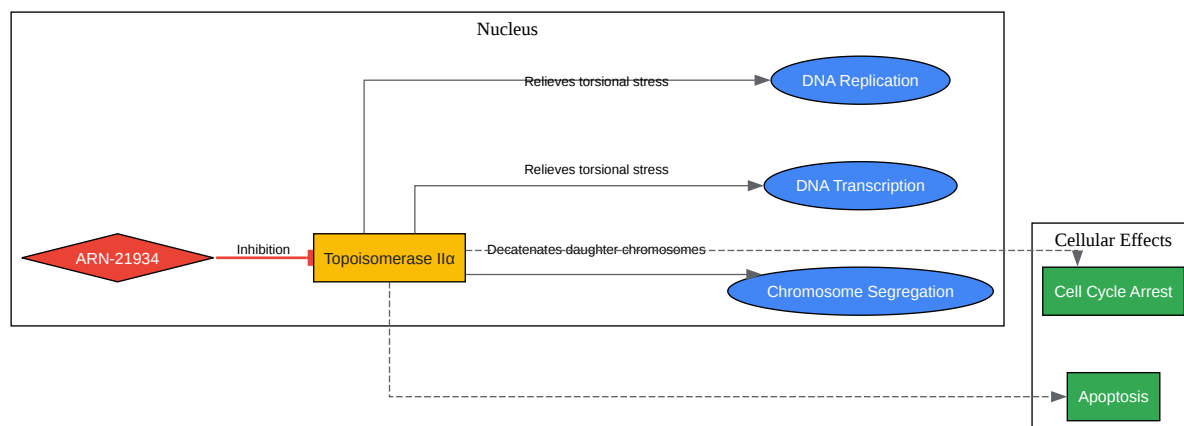 Nucleus
DNA Replication
Relieves torsional stress
Relieves torsional stress
DNA Transcription
Cellular Effects
Inhibition
Decatenates daughter chromosomes
ARN-21934
Topoisomerase IIα
Chromosome Segregation
Cell Cycle Arrest
Apoptosis